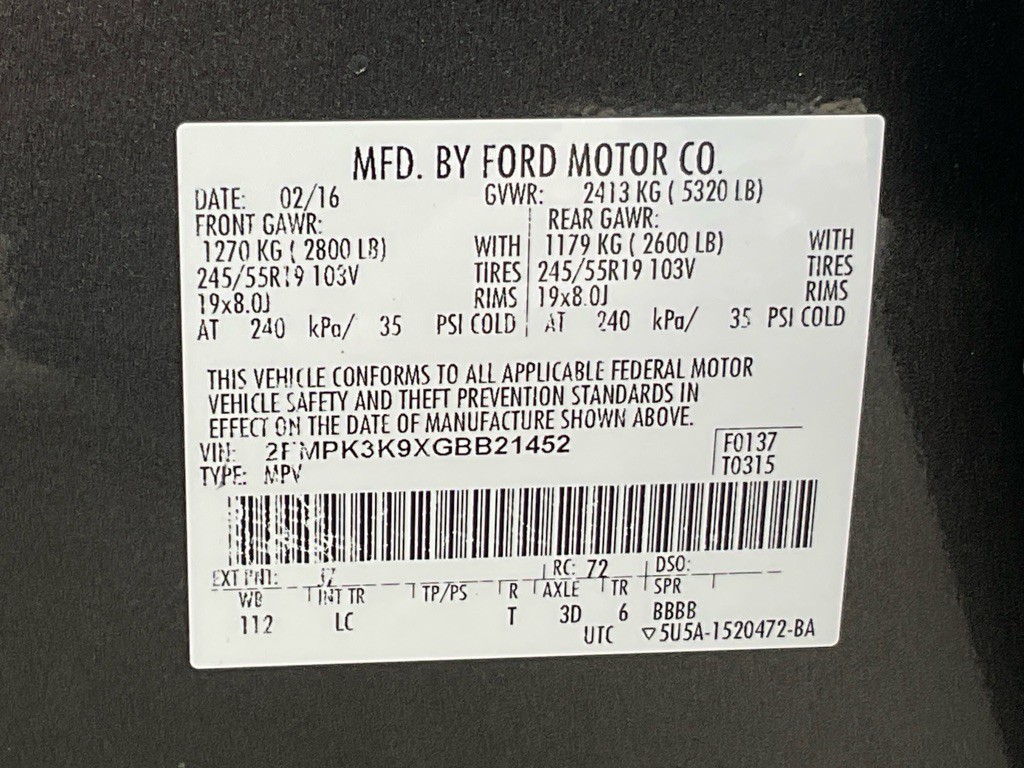 MFD. BY FORD MOTOR CO.
DATE: 02/16 GVWR: 2413 KG ( 5320 LB)
FRONT GAWR: REAR GAWR:
1270 KG ( 2800 LB) WITH 1179 KG ( 2600 LB) WITH
245/55R19 103V TIRES 245/55R19 103V TIRES
19x8.0J RIMS 19x8.0J RIMS
AT 240 kPa/ 35 PSI COLD AT 240 kPa/ 35 PSI COLD
THIS VEHICLE CONFORMS TO ALL APPLICABLE FEDERAL MOTOR
VEHICLE SAFETY AND THEFT PREVENTION STANDARDS IN
EFFECT ON THE DATE OF MANUFACTURE SHOWN ABOVE.
VIN: 2FMPK3K9XGBB21452 F0137
TYPE: MPV T0315
EXT PNT: J7 RC: 72 DSO:
WB INT TR TP/PS R AXLE TR SPR
112 LC T 3D 6 BBBB
UTC ▽5U5A-1520472-BA